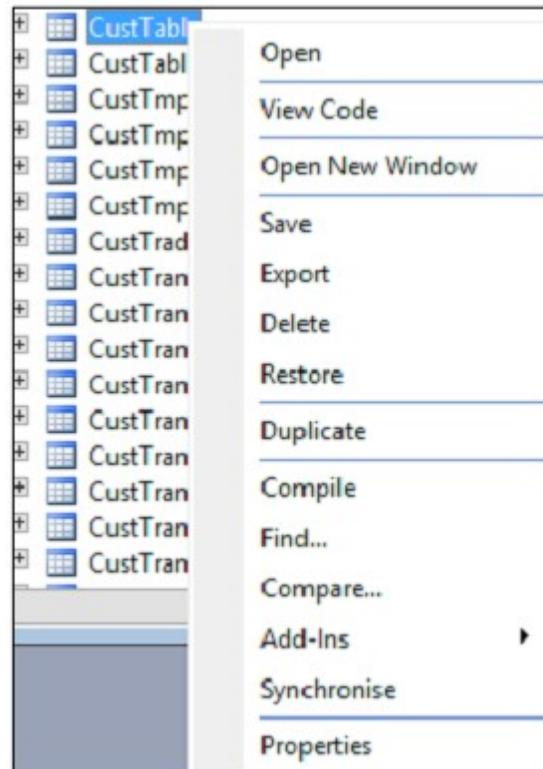 CustTabl
CustTabl
CustTmp
CustTmp
CustTmp
CustTmp
CustTrad
CustTran
CustTran
CustTran
CustTran
CustTran
CustTran
CustTran
CustTran
CustTran
Open
View Code
Open New Window
Save
Export
Delete
Restore
Duplicate
Compile
Find...
Compare...
Add-Ins
Synchronise
Properties